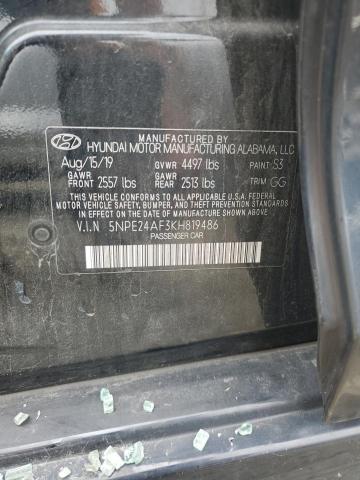 MANUFACTURED BY
HYUNDAI MOTOR MANUFACTURING ALABAMA, LLC
Aug/15/19 GVWR 4497 lbs PAINT: S3
GAWR FRONT 2557 lbs GAWR REAR 2513 lbs TRIM: GG
THIS VEHICLE CONFORMS TO ALL APPLICABLE U.S.A. FEDERAL
MOTOR VEHICLE SAFETY, BUMPER, AND THEFT PREVENTION
STANDARDS IN EFFECT ON THE DATE OF MANUFACTURE SHOWN ABOVE.
V.I.N 5NPE24AF3KH819486
PASSENGER CAR